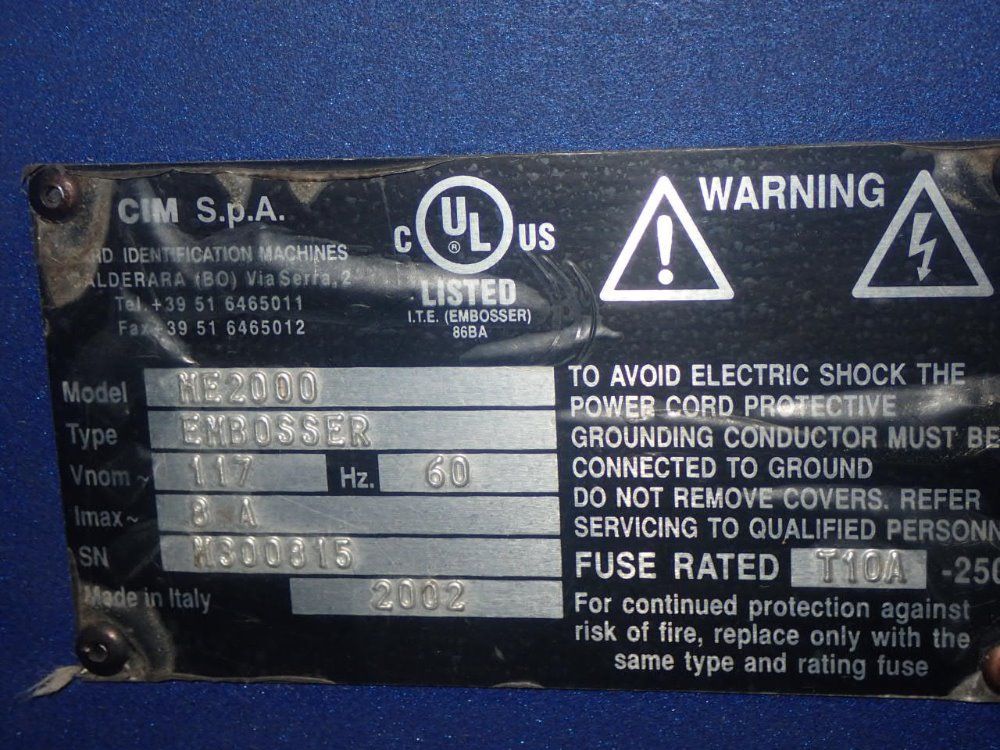 CIM S.p.A.
RD IDENTIFICATION MACHINES
ALDERARA (BO) Via Serra, 2
Tel. +39 51 6465011
Fax +39 51 6465012
C UL ® US
LISTED
I.T.E. (EMBOSSER)
86BA
WARNING
Model ME2000
Type EMBOSSER
Vnom ~ 117 Hz. 60
Imax ~ 8 A
SN M300815
Made in Italy 2002
TO AVOID ELECTRIC SHOCK THE
POWER CORD PROTECTIVE
GROUNDING CONDUCTOR MUST BE
CONNECTED TO GROUND
DO NOT REMOVE COVERS. REFER
SERVICING TO QUALIFIED PERSONN
FUSE RATED T10A -250
For continued protection against
risk of fire, replace only with the
same type and rating fuse